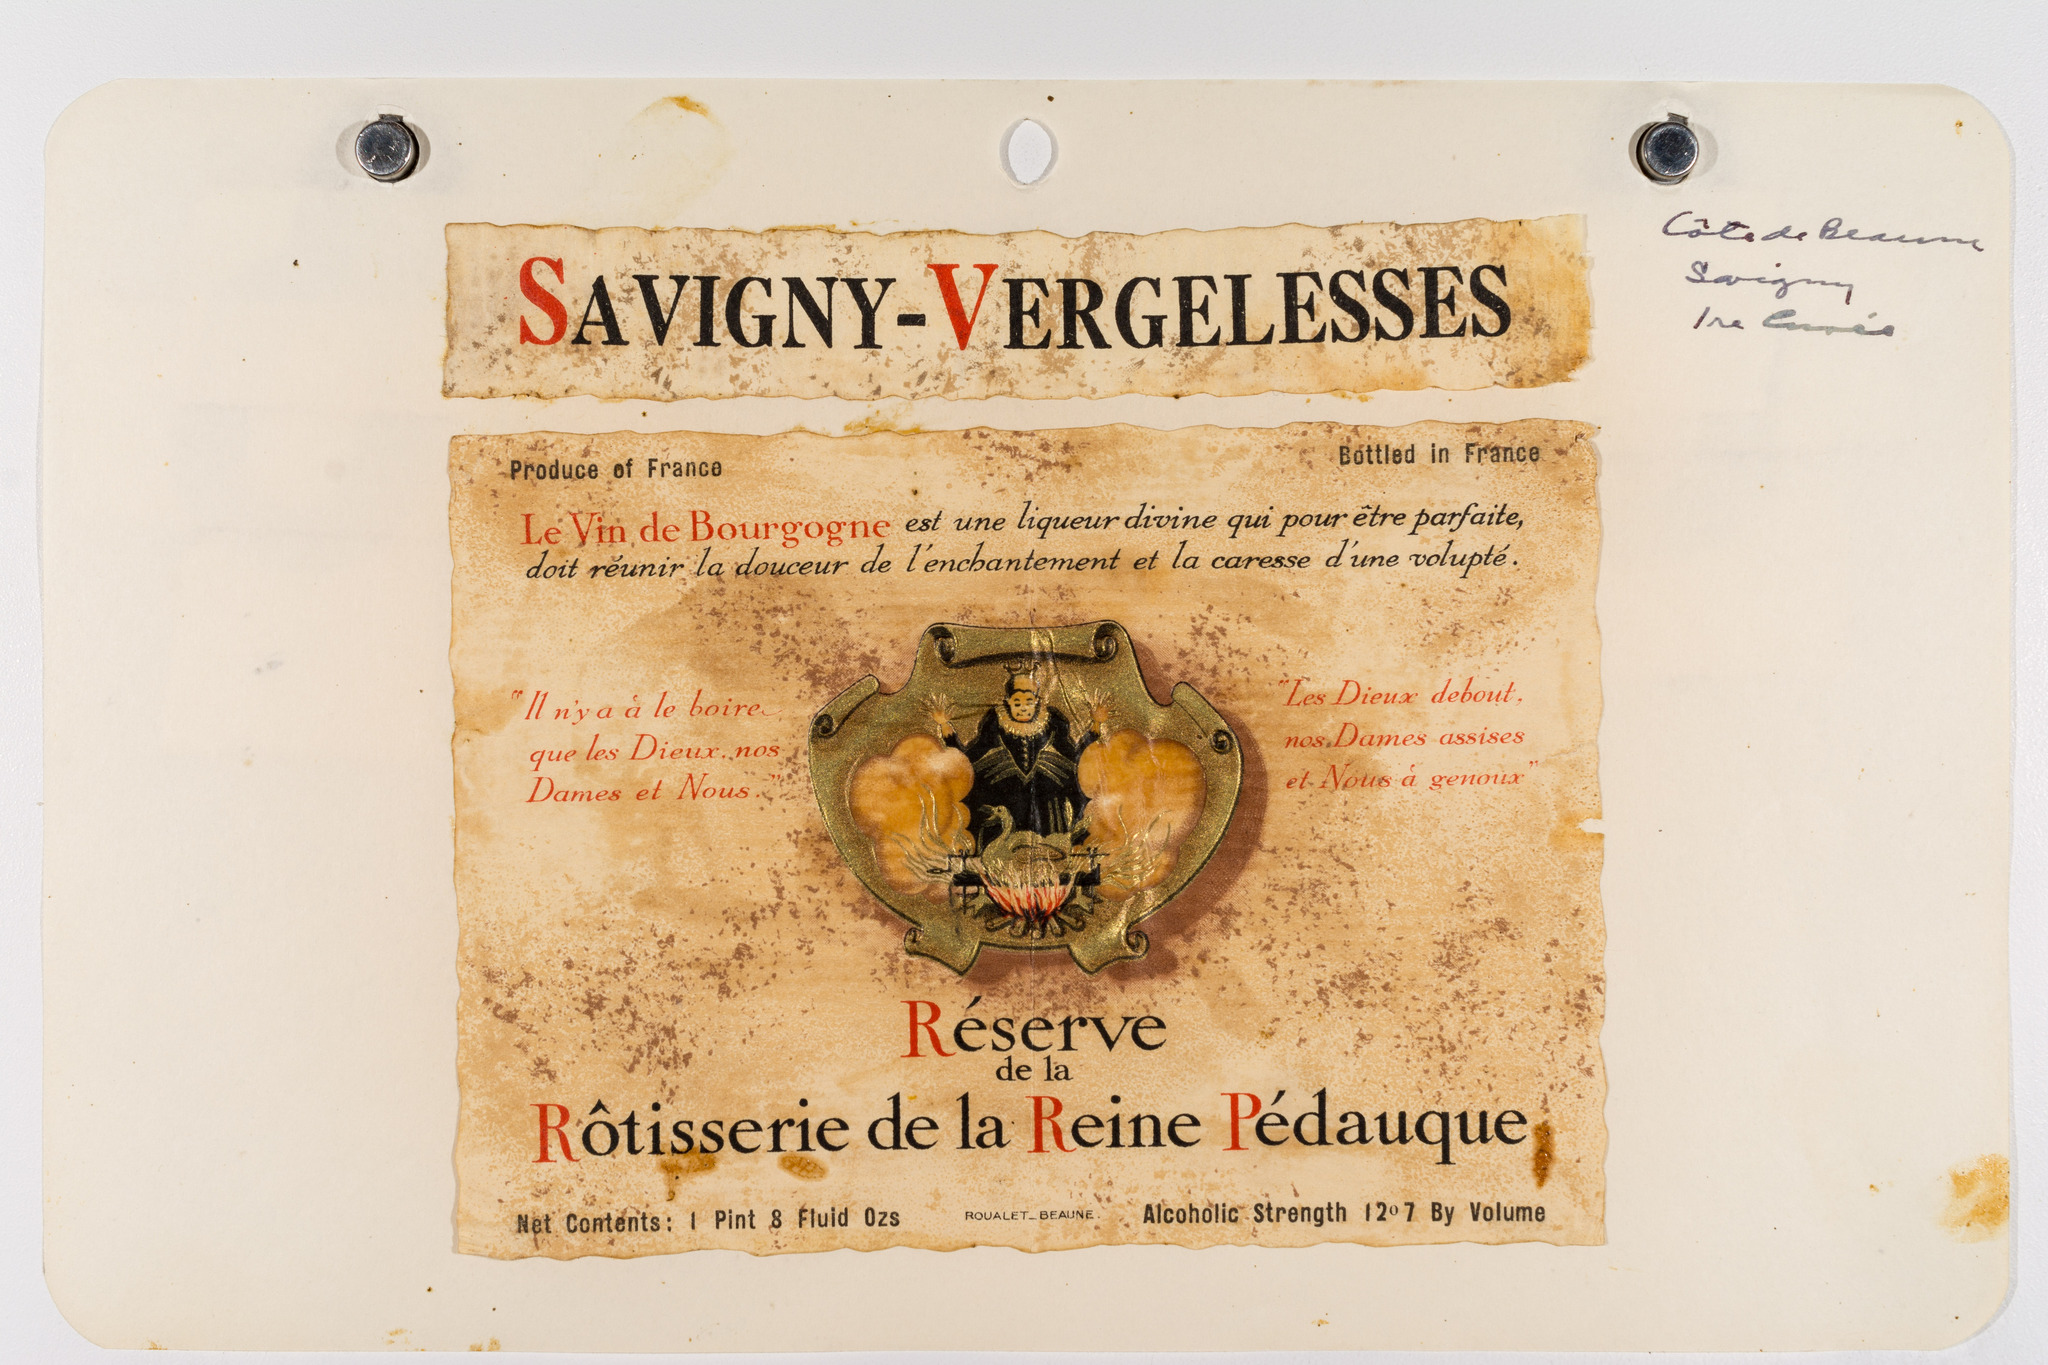 SAVIGNY-VERGELESSES
Côte de Beaune
Savigny
1re Cuvée
Produce of France
Bottled in France
Le Vin de Bourgogne est une liqueur divine qui pour être parfaite,
doit réunir la douceur de l'enchantement et la caresse d'une volupté.
"Il n'y a à le boire
que les Dieux, nos
Dames et Nous."
"Les Dieux debout,
nos Dames assises
et Nous à genoux"
Réserve
de la
Rôtisserie de la Reine Pédauque
Net Contents: 1 Pint 8 Fluid Ozs
ROUALET_BEAUNE.
Alcoholic Strength 12º7 By Volume